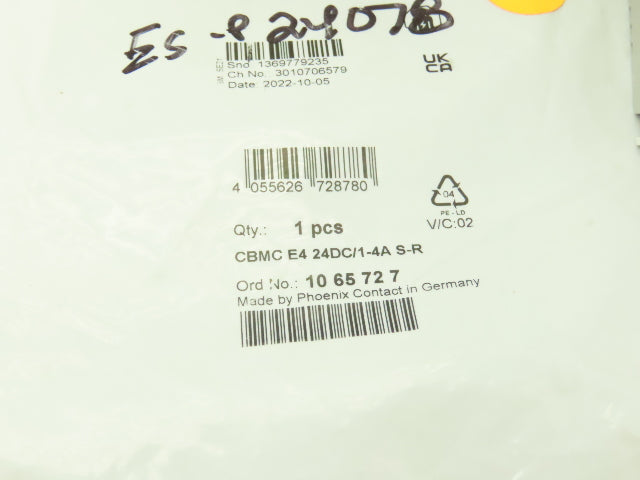 Snd 1369779235
Ch No.: 3010706579
Date: 2022-10-05
UK
CA
4 055626 728780
04
PE-LD
V/C:02
Qty.: 1 pcs
CBMC E4 24DC/1-4A S-R
Ord No.: 10 65 72 7
Made by Phoenix Contact in Germany